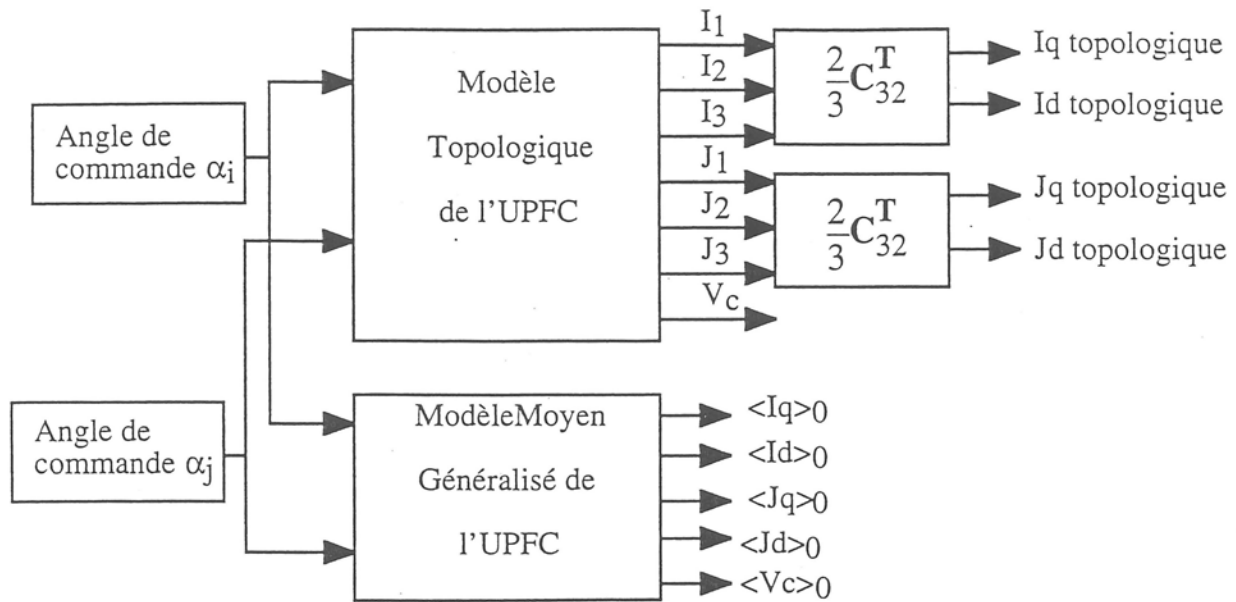 Angle de
commande αi
Angle de
commande αj
Modèle
Topologique
de l'UPFC
I1
I2
I3
J1
J2
J3
Vc
2/3 C32^T
Iq topologique
Id topologique
2/3 C32^T
Jq topologique
Jd topologique
ModèleMoyen
Généralisé de
l'UPFC
<Iq>0
<Id>0
<Jq>0
<Jd>0
<Vc>0